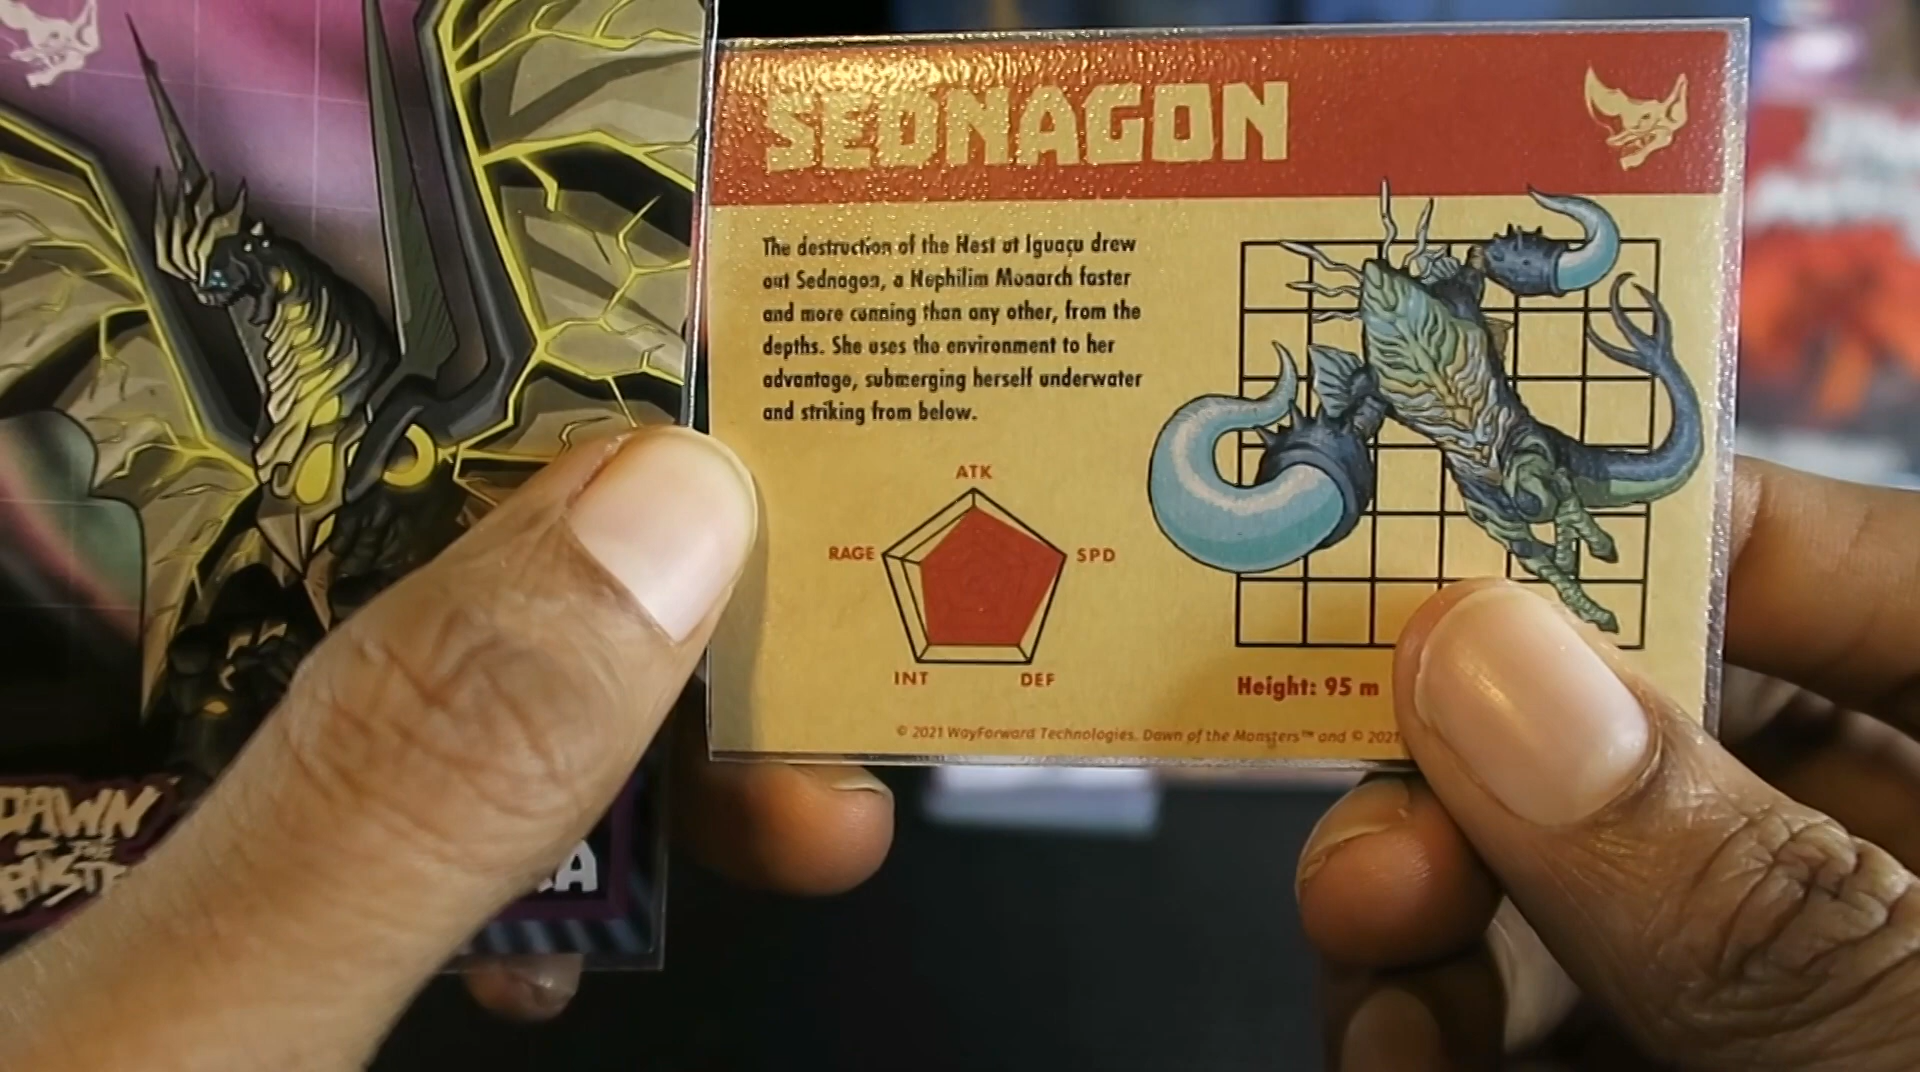 SEDNAGON
The destruction of the Nest at Iguaçu drew
out Sednagon, a Nephilim Monarch faster
and more cunning than any other, from the
depths. She uses the environment to her
advantage, submerging herself underwater
and striking from below.
ATK
RAGE
SPD
INT
DEF
Height: 95 m
© 2021 WayForward Technologies. Dawn of the Monsters™ and © 2021
DAWN
THE